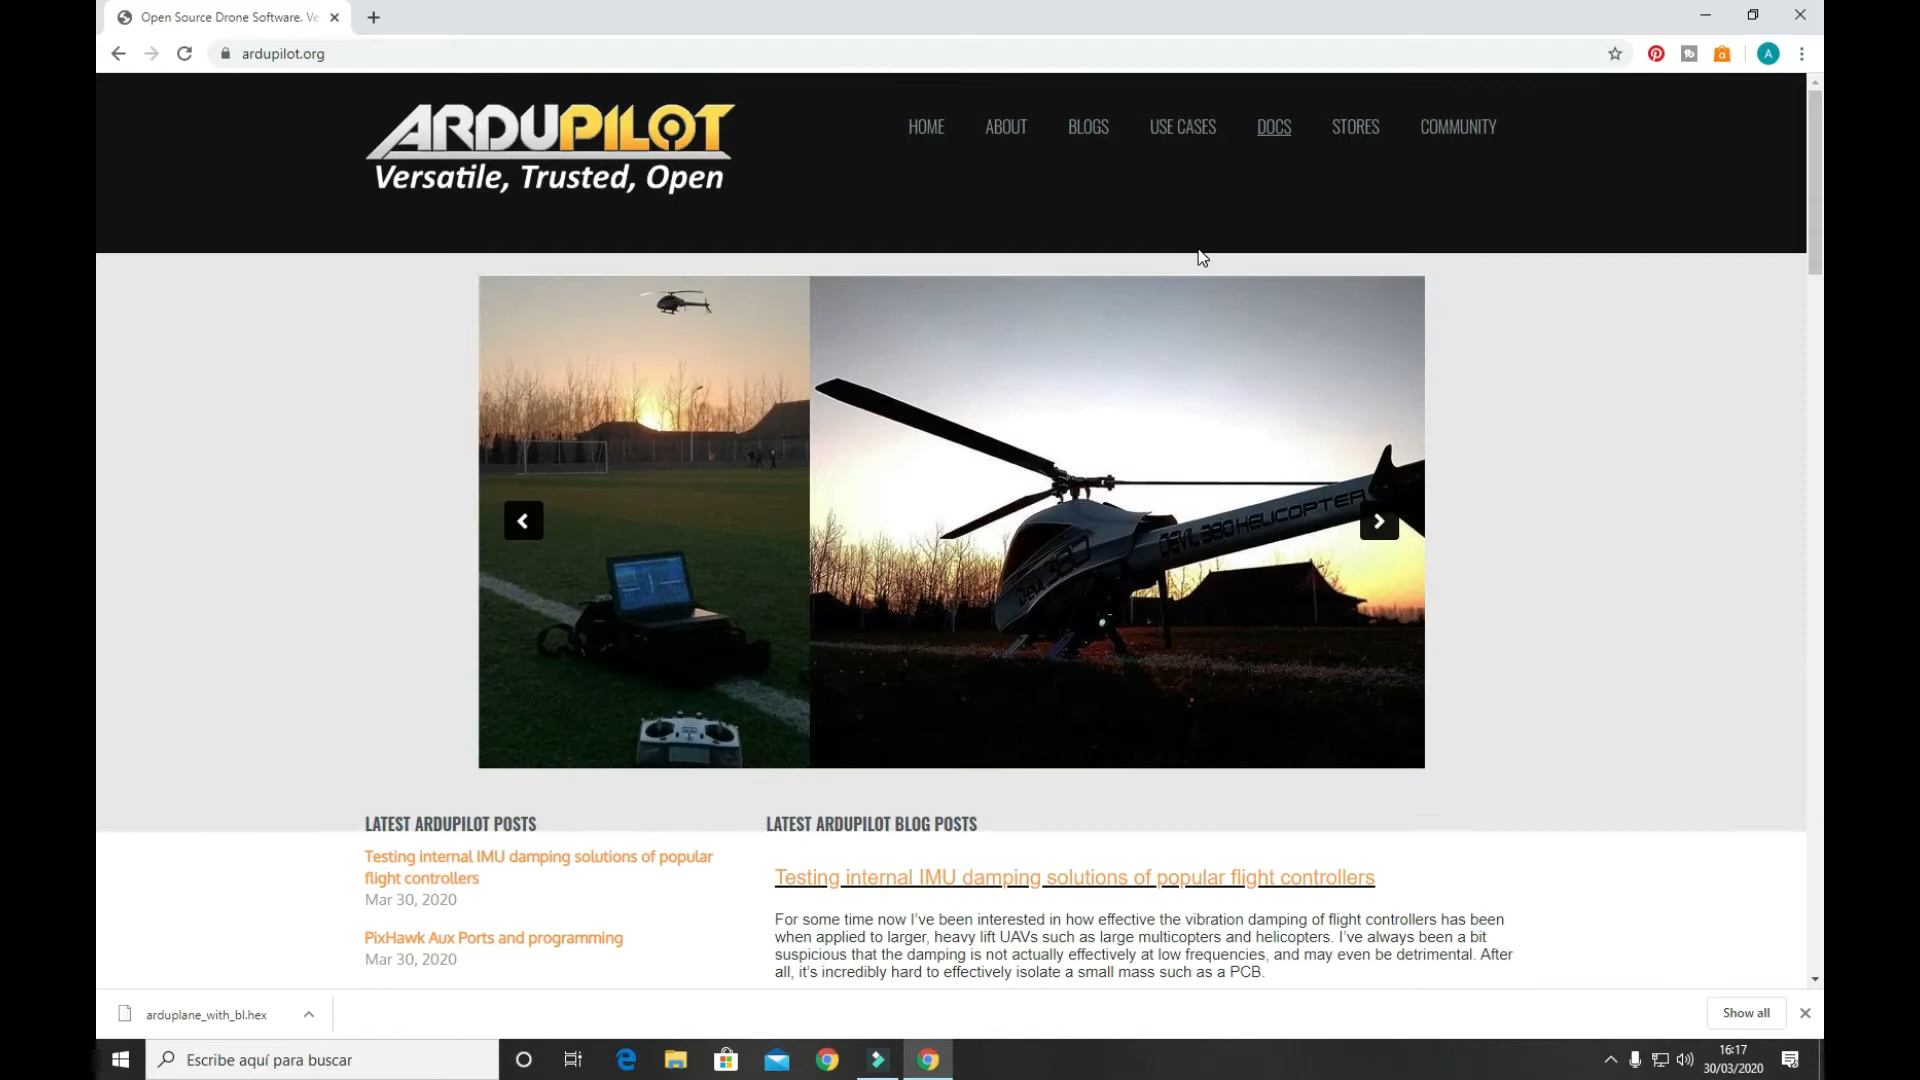 Open Source Drone Software. Ve
ardupilot.org
A
ARDUPILOT
Versatile, Trusted, Open
HOME ABOUT BLOGS USE CASES DOCS STORES COMMUNITY
DEVIL 380 HELICOPTER
DEVIL 380
LATEST ARDUPILOT POSTS
Testing internal IMU damping solutions of popular
flight controllers
Mar 30, 2020
PixHawk Aux Ports and programming
Mar 30, 2020
LATEST ARDUPILOT BLOG POSTS
Testing internal IMU damping solutions of popular flight controllers
For some time now I've been interested in how effective the vibration damping of flight controllers has been
when applied to larger, heavy lift UAVs such as large multicopters and helicopters. I've always been a bit
suspicious that the damping is not actually effectively at low frequencies, and may even be detrimental. After
all, it's incredibly hard to effectively isolate a small mass such as a PCB.
arduplane_with_bl.hex
Show all
Escribe aquí para buscar
16:17
30/03/2020